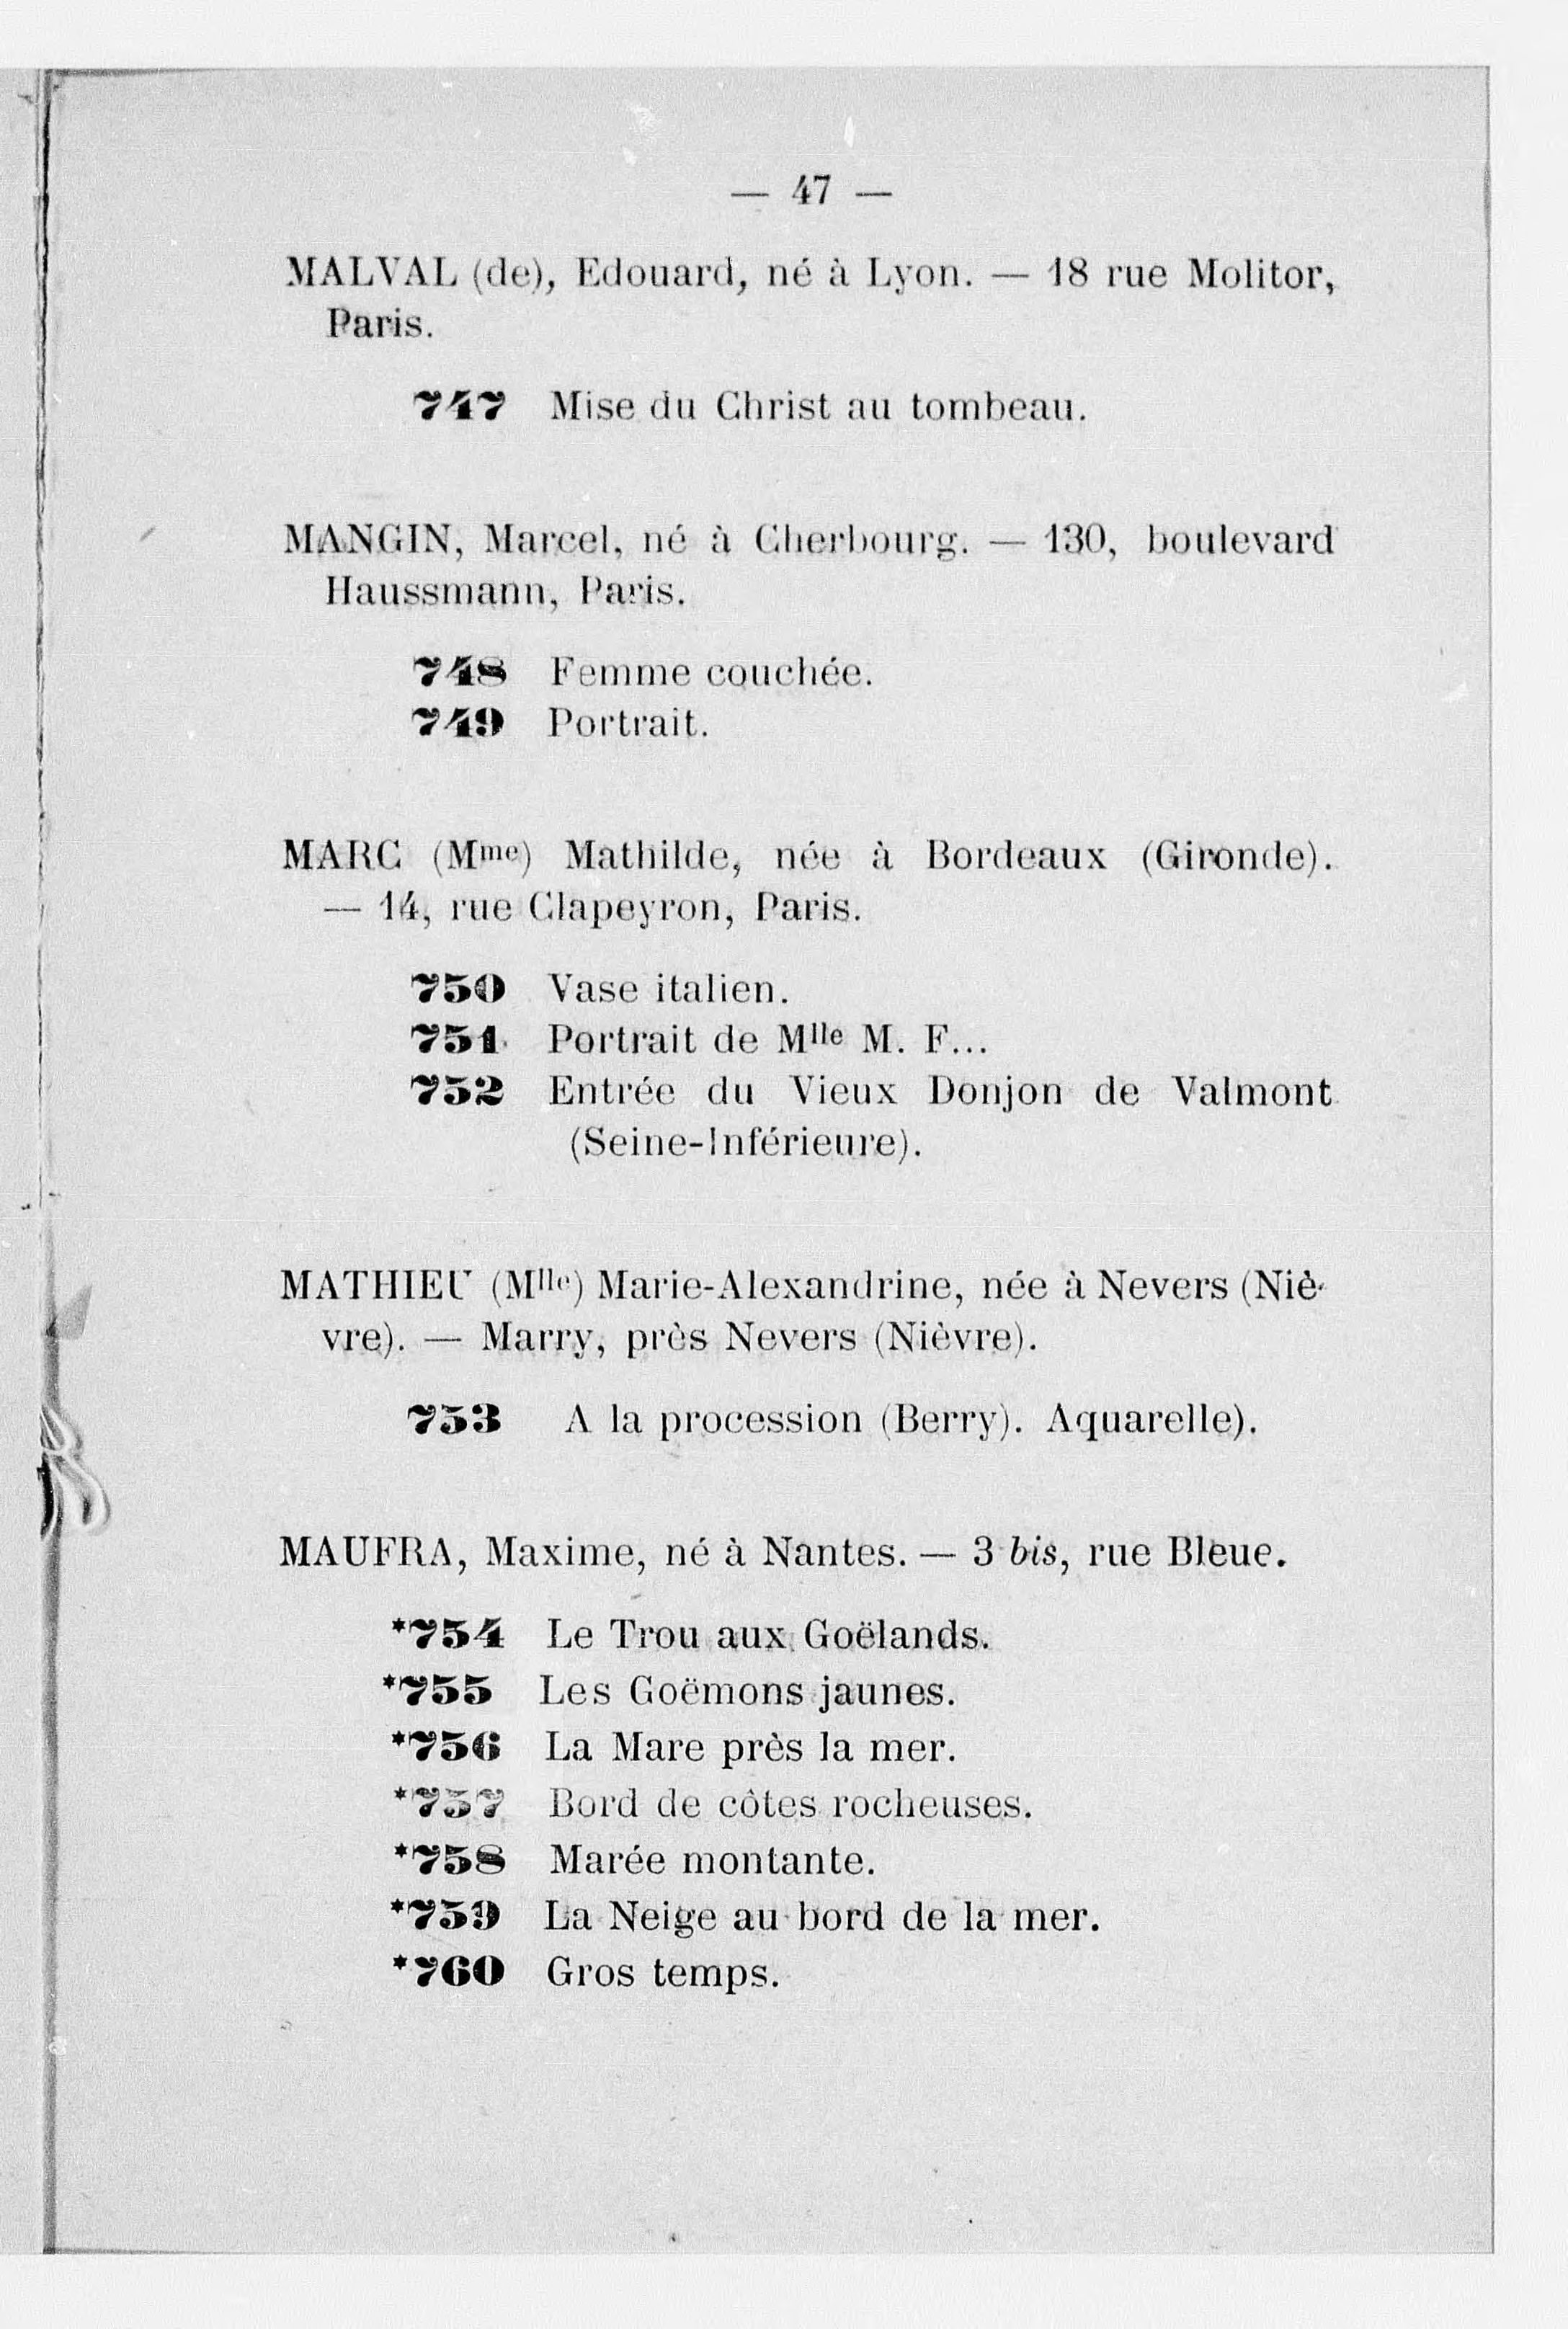 — 47 —
MALVAL (de), Edouard, né à Lyon. — 18 rue Molitor,
Paris.
747 Mise du Christ au tombeau.
MANGIN, Marcel, né à Cherbourg. — 130, boulevard
Haussmann, Paris.
748 Femme couchée.
749 Portrait.
MARC (Mme) Mathilde, née à Bordeaux (Gironde).
— 14, rue Clapeyron, Paris.
750 Vase italien.
751 Portrait de Mlle M. F...
752 Entrée du Vieux Donjon de Valmont
(Seine-Inférieure).
MATHIEU (Mlle) Marie-Alexandrine, née à Nevers (Niè-
vre). — Marry, près Nevers (Nièvre).
753 A la procession (Berry). Aquarelle).
MAUFRA, Maxime, né à Nantes. — 3 bis, rue Bleue.
*754 Le Trou aux Goëlands.
*755 Les Goëmons jaunes.
*756 La Mare près la mer.
*757 Bord de côtes rocheuses.
*758 Marée montante.
*759 La Neige au bord de la mer.
*760 Gros temps.